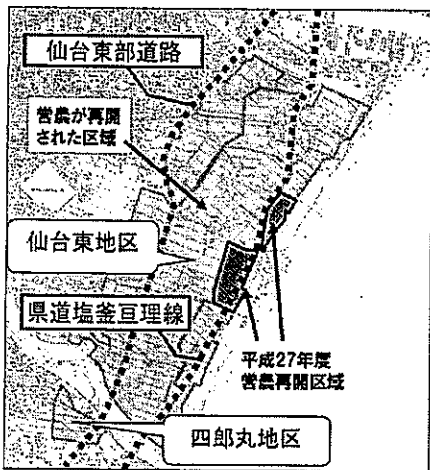 仙台東部道路
営農が再開
された区域
仙台東地区
県道塩釜亘理線
平成27年度
営農再開区域
四郎丸地区